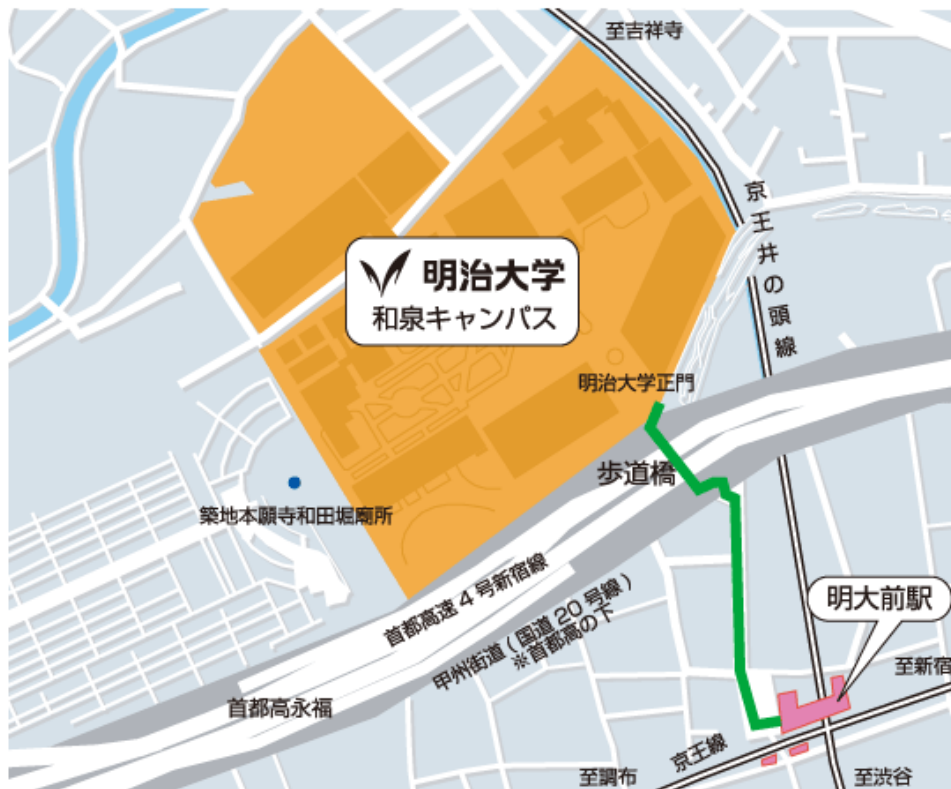 至吉祥寺
京王井の頭線
明治大学
和泉キャンパス
明治大学正門
歩道橋
築地本願寺和田堀廟所
首都高速4号新宿線
甲州街道(国道20号線)
※首都高の下
明大前駅
至新宿
首都高永福
京王線
至調布
至渋谷